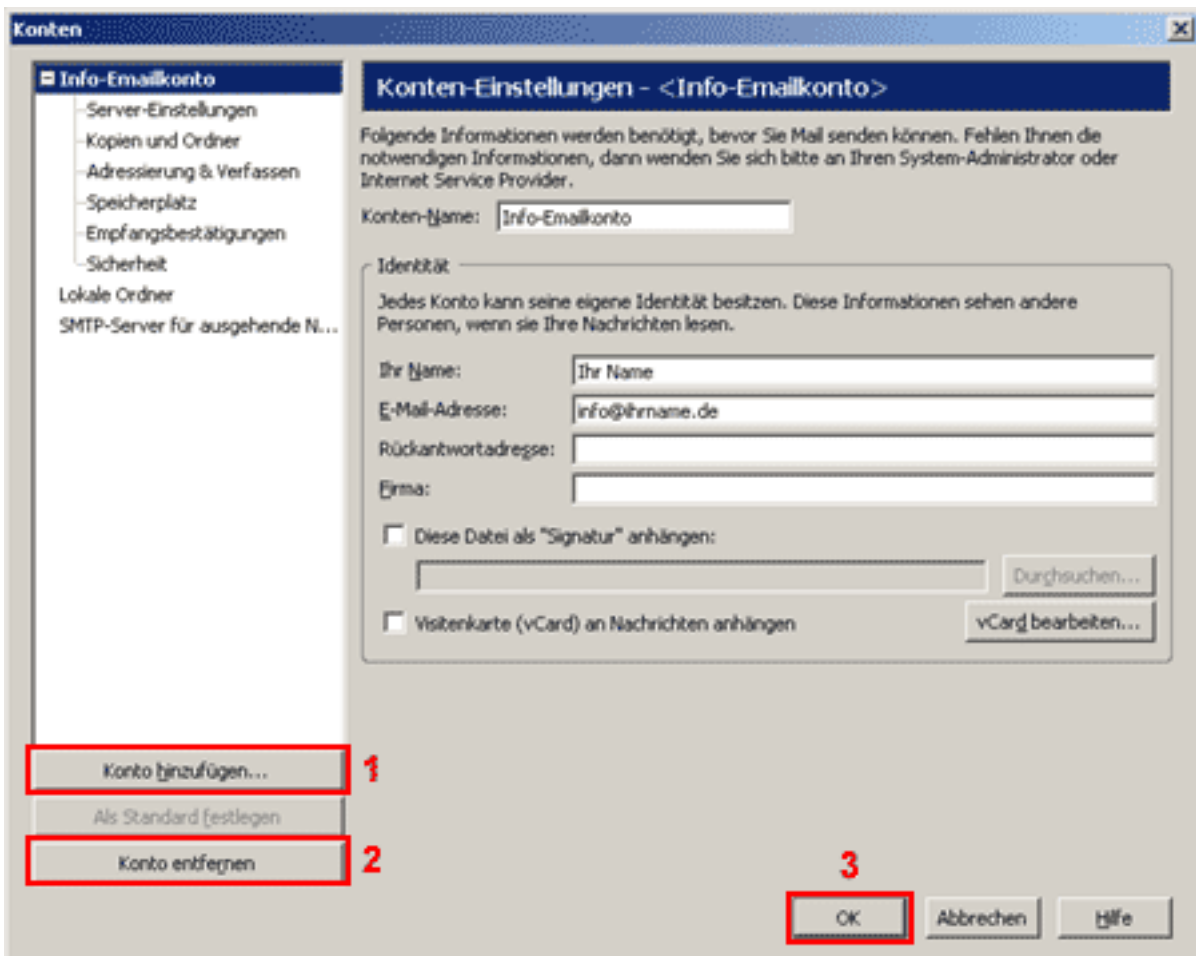 Konten
Info-Emailkonto
Server-Einstellungen
Kopien und Ordner
Adressierung & Verfassen
Speicherplatz
Empfangsbestätigungen
Sicherheit
Lokale Ordner
SMTP-Server für ausgehende N...
Konto hinzufügen...
1
Als Standard festlegen
Konto entfernen
2
Konten-Einstellungen - <Info-Emailkonto>
Folgende Informationen werden benötigt, bevor Sie Mail senden können. Fehlen Ihnen die
notwendigen Informationen, dann wenden Sie sich bitte an Ihren System-Administrator oder
Internet Service Provider.
Konten-Name: Info-Emailkonto
Identität
Jedes Konto kann seine eigene Identität besitzen. Diese Informationen sehen andere
Personen, wenn sie Ihre Nachrichten lesen.
Ihr Name: Ihr Name
E-Mail-Adresse: info@ihrname.de
Rückantwortadresse:
Firma:
Diese Datei als "Signatur" anhängen:
Durchsuchen...
Visitenkarte (vCard) an Nachrichten anhängen
vCard bearbeiten...
3
OK
Abbrechen
Hilfe